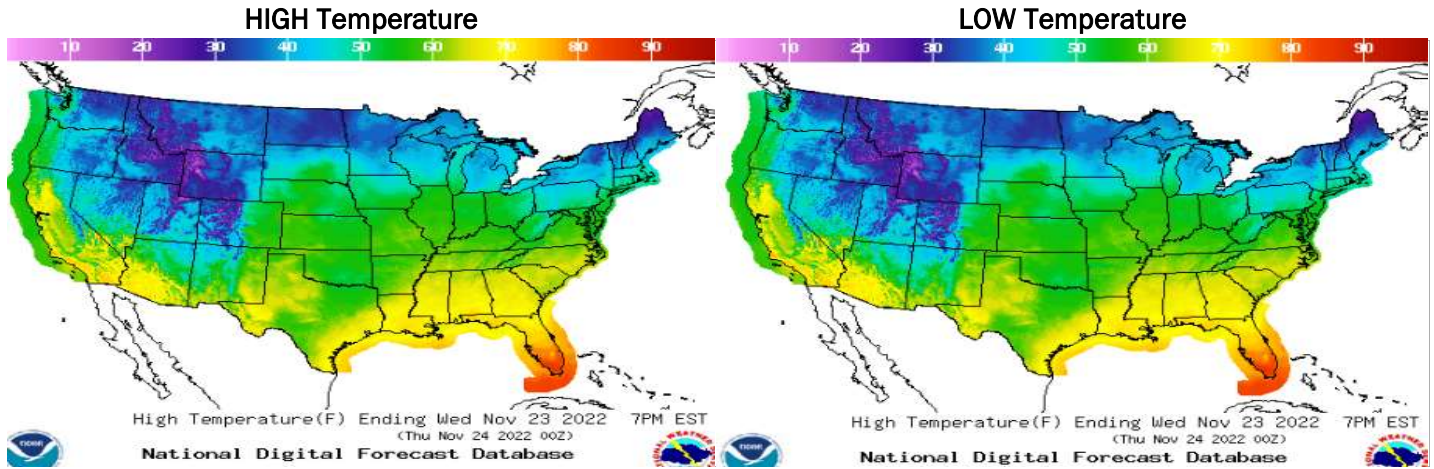 HIGH Temperature
10 20 30 40 50 60 70 80 90
High Temperature(F) Ending Wed Nov 23 2022 7PM EST
(Thu Nov 24 2022 00Z)
National Digital Forecast Database
LOW Temperature
10 20 30 40 50 60 70 80 90
High Temperature(F) Ending Wed Nov 23 2022 7PM EST
(Thu Nov 24 2022 00Z)
National Digital Forecast Database